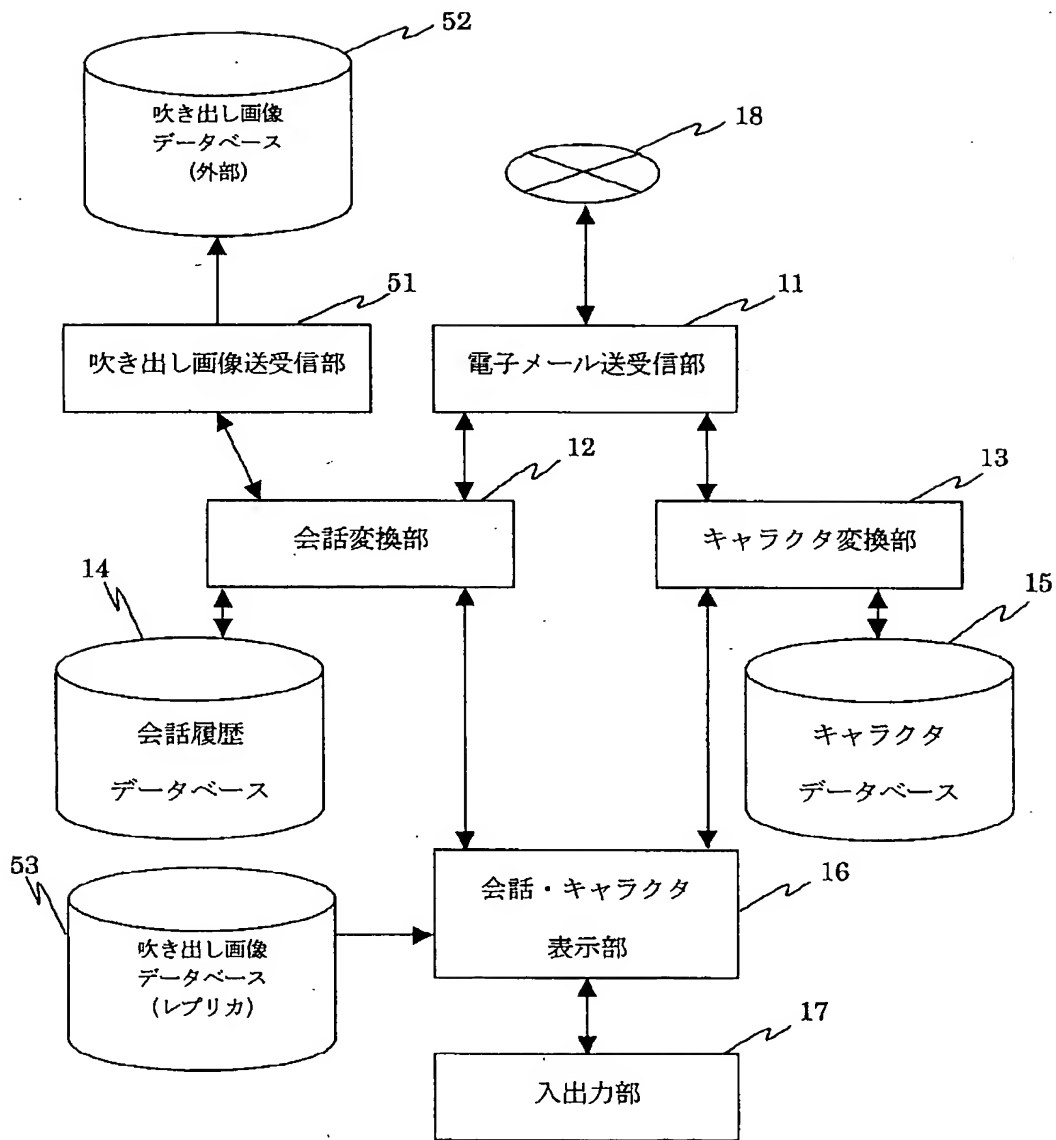 52
吹き出し画像
データベース
(外部)
18
51
11
吹き出し画像送受信部
電子メール送受信部
12
13
会話変換部
キャラクタ変換部
14
15
会話履歴
データベース
キャラクタ
データベース
53
16
会話・キャラクタ
表示部
吹き出し画像
データベース
(レプリカ)
17
入出力部